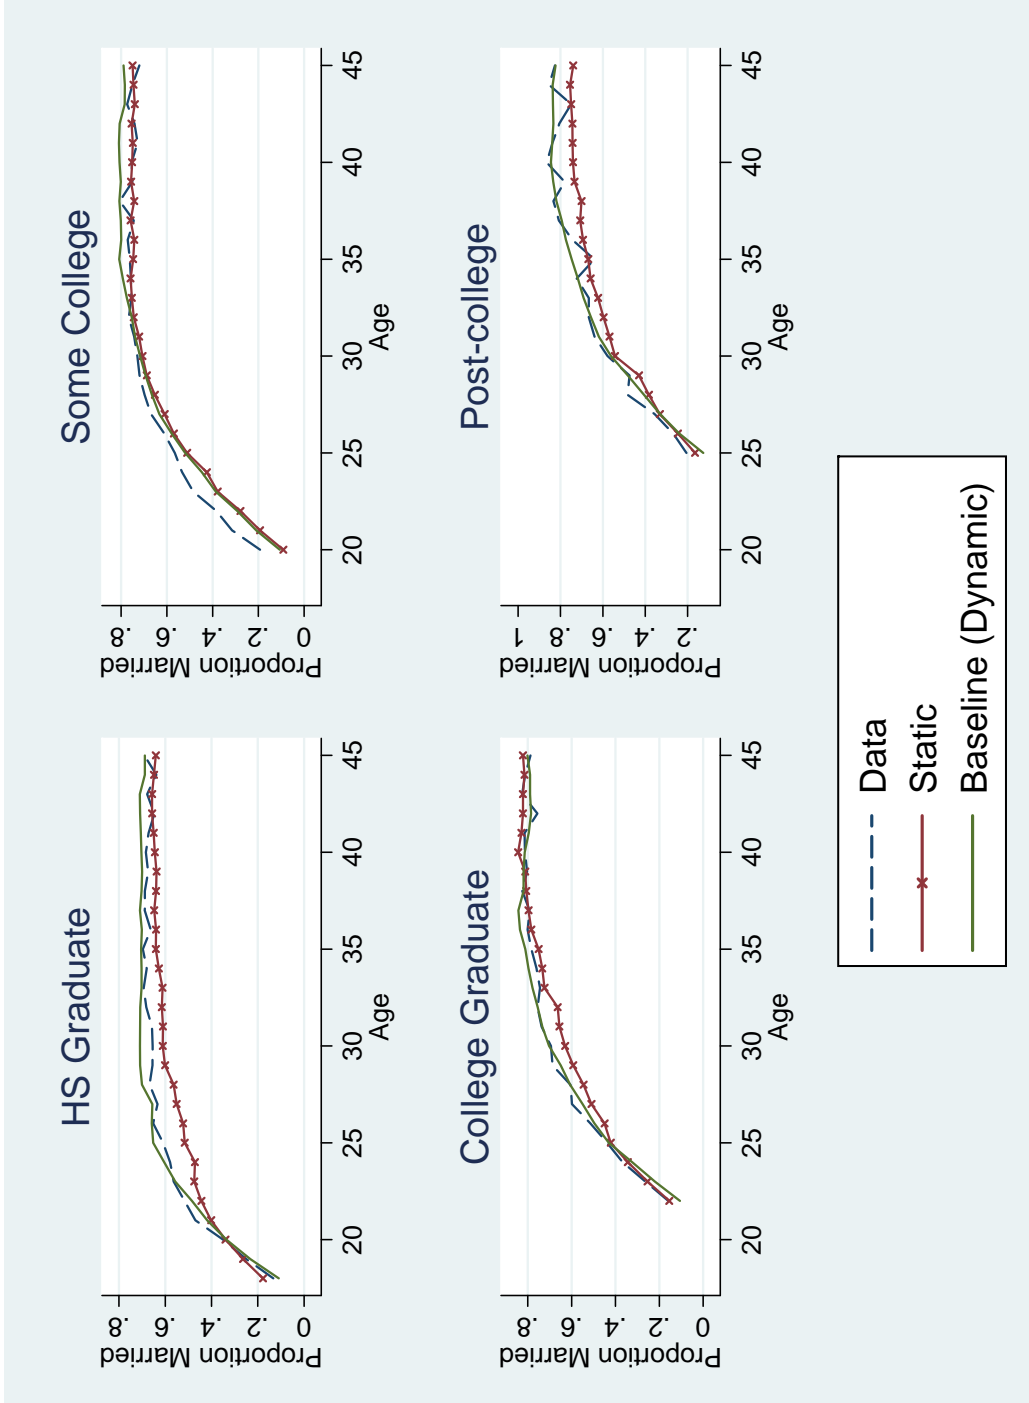 HS Graduate
Proportion Married
0 .2 .4 .6 .8
20 25 30 35 40 45
Age
Some College
Proportion Married
0 .2 .4 .6 .8
20 25 30 35 40 45
Age
College Graduate
Proportion Married
0 .2 .4 .6 .8
20 25 30 35 40 45
Age
Post-college
Proportion Married
.2 .4 .6 .8 1
20 25 30 35 40 45
Age
Data
Static
Baseline (Dynamic)